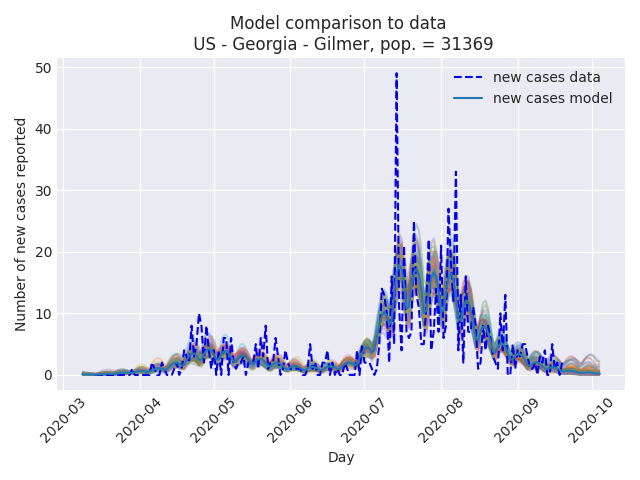 Model comparison to data
US - Georgia - Gilmer, pop. = 31369
new cases data
new cases model
Number of new cases reported
50
40
30
20
10
0
2020-03
2020-04
2020-05
2020-06
2020-07
2020-08
2020-09
2020-10
Day